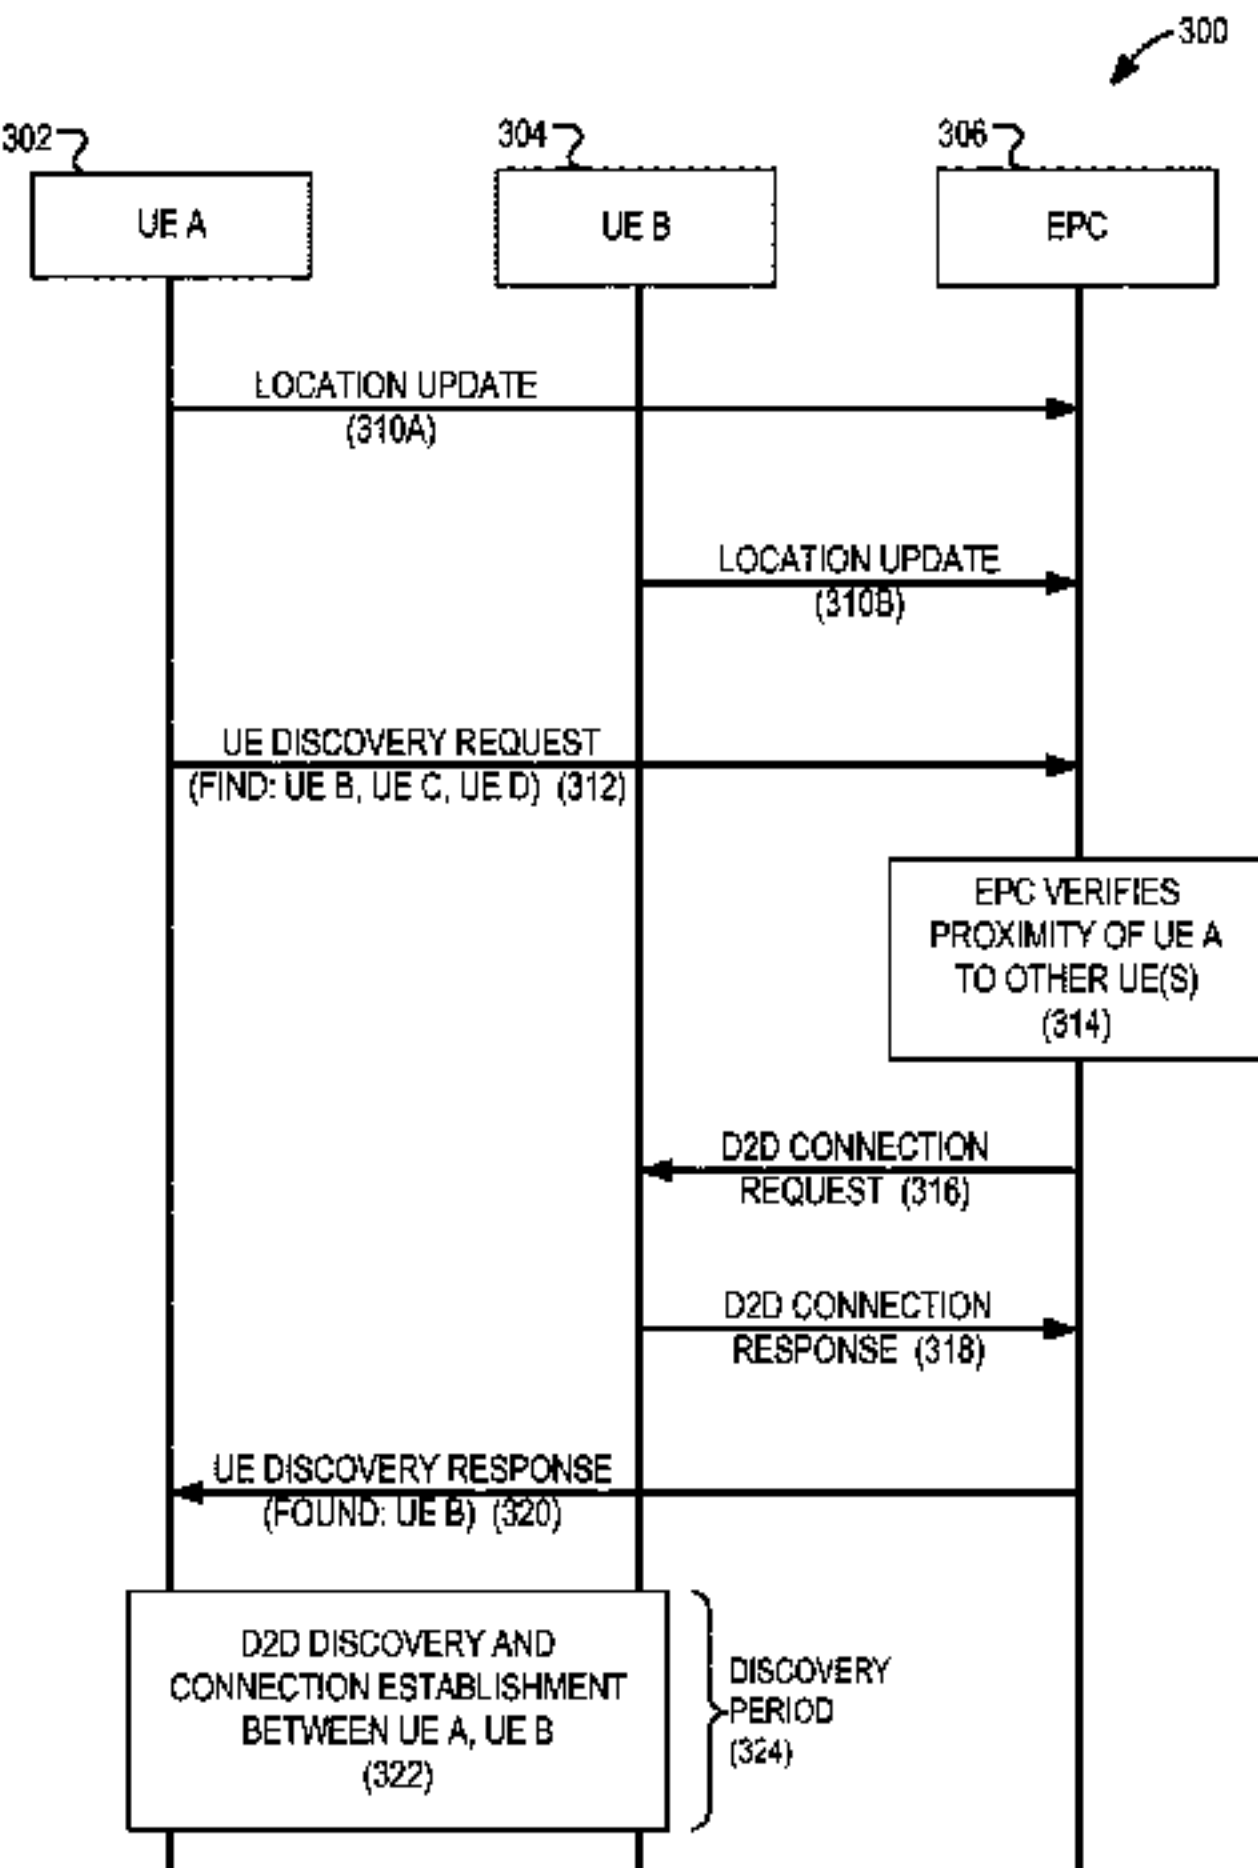 300
302
304
306
UE A
UE B
EPC
LOCATION UPDATE
(310A)
LOCATION UPDATE
(310B)
UE DISCOVERY REQUEST
(FIND: UE B, UE C, UE D) (312)
EPC VERIFIES
PROXIMITY OF UE A
TO OTHER UE(S)
(314)
D2D CONNECTION
REQUEST (316)
D2D CONNECTION
RESPONSE (318)
UE DISCOVERY RESPONSE
(FOUND: UE B) (320)
D2D DISCOVERY AND
CONNECTION ESTABLISHMENT
BETWEEN UE A, UE B
(322)
DISCOVERY
PERIOD
(324)